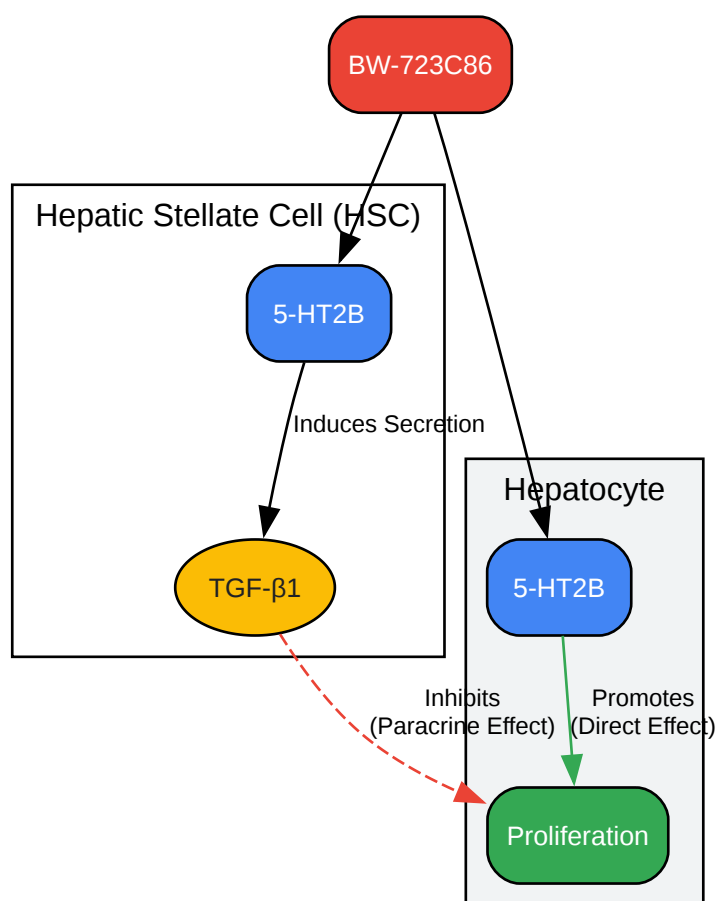 BW-723C86
Hepatic Stellate Cell (HSC)
5-HT2B
Induces Secretion
Hepatocyte
TGF-β1
5-HT2B
Inhibits
(Paracrine Effect)
Promotes
(Direct Effect)
Proliferation